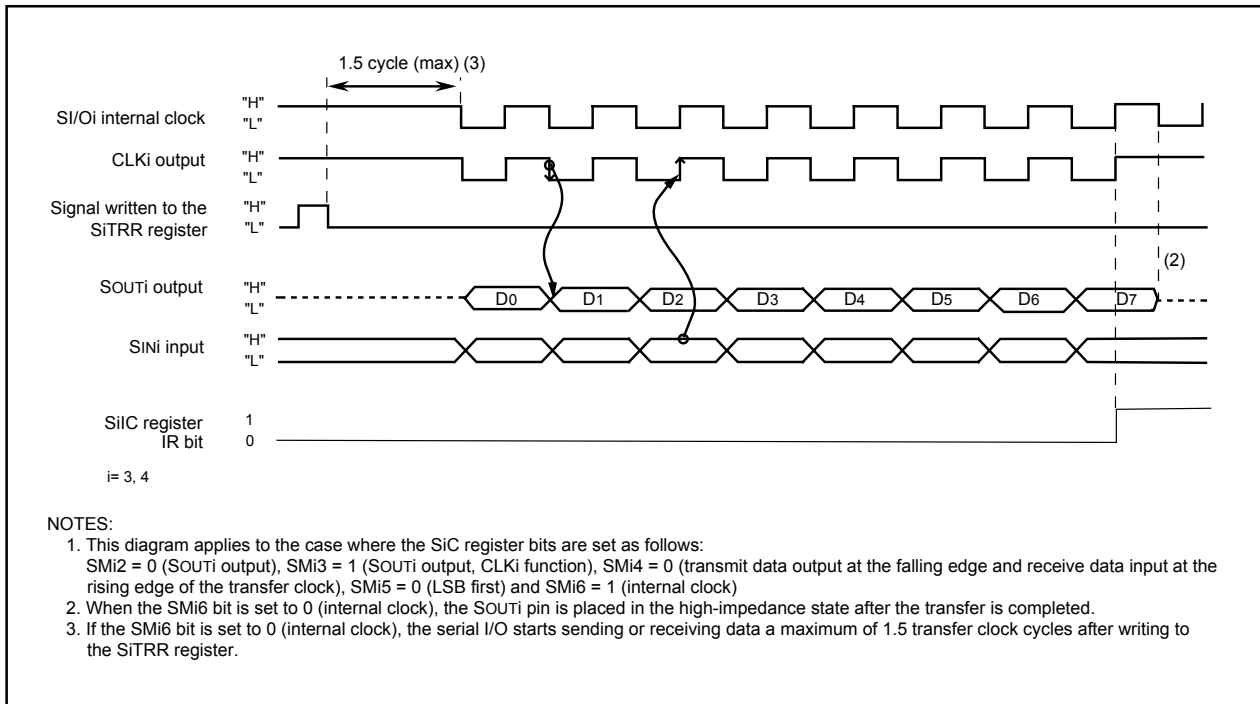 1.5 cycle (max) (3)
SI/Oi internal clock
"H"
"L"
CLKi output
"H"
"L"
Signal written to the
SiTRR register
"H"
"L"
(2)
SOUTi output
"H"
"L"
D0 D1 D2 D3 D4 D5 D6 D7
SINi input
"H"
"L"
SiIC register
IR bit
1
0
i= 3, 4
NOTES:
1. This diagram applies to the case where the SiC register bits are set as follows:
SMi2 = 0 (SOUTi output), SMi3 = 1 (SOUTi output, CLKi function), SMi4 = 0 (transmit data output at the falling edge and receive data input at the
rising edge of the transfer clock), SMi5 = 0 (LSB first) and SMi6 = 1 (internal clock)
2. When the SMi6 bit is set to 0 (internal clock), the SOUTi pin is placed in the high-impedance state after the transfer is completed.
3. If the SMi6 bit is set to 0 (internal clock), the serial I/O starts sending or receiving data a maximum of 1.5 transfer clock cycles after writing to
the SiTRR register.